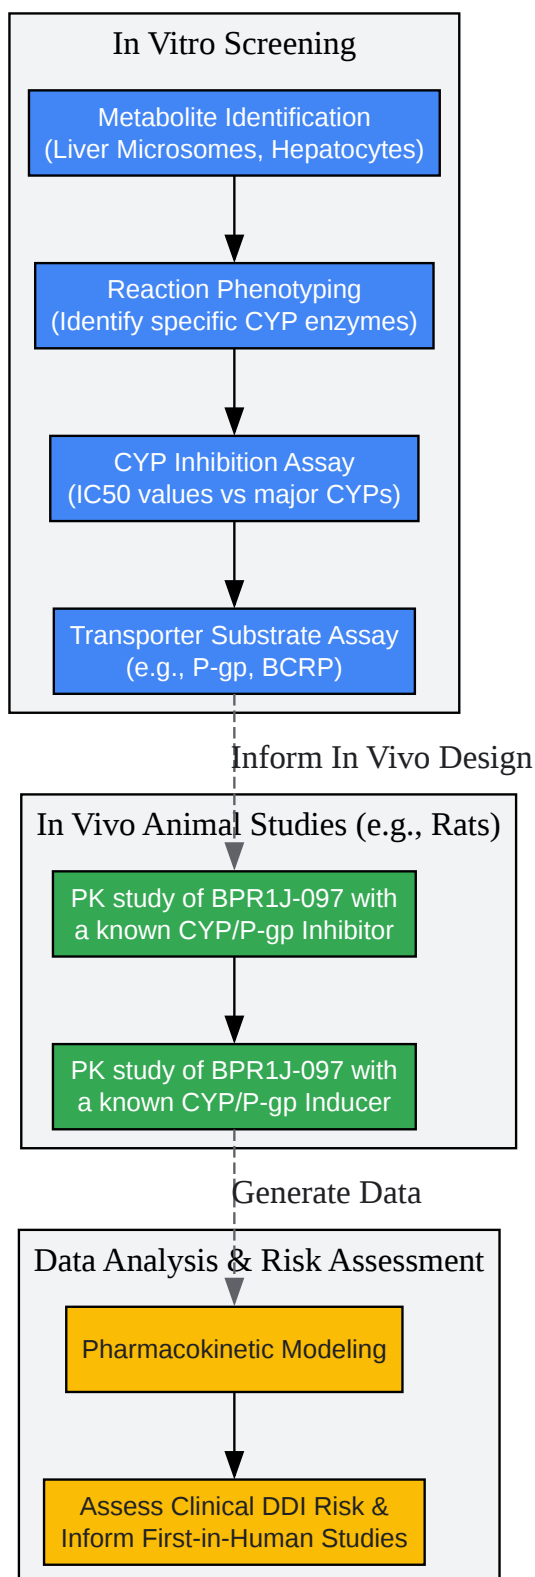 In Vitro Screening
Metabolite Identification
(Liver Microsomes, Hepatocytes)
Reaction Phenotyping
(Identify specific CYP enzymes)
CYP Inhibition Assay
(IC50 values vs major CYPs)
Transporter Substrate Assay
(e.g., P-gp, BCRP)
Inform In Vivo Design
In Vivo Animal Studies (e.g., Rats)
PK study of BPR1J-097 with
a known CYP/P-gp Inhibitor
PK study of BPR1J-097 with
a known CYP/P-gp Inducer
Generate Data
Data Analysis & Risk Assessment
Pharmacokinetic Modeling
Assess Clinical DDI Risk &
Inform First-in-Human Studies